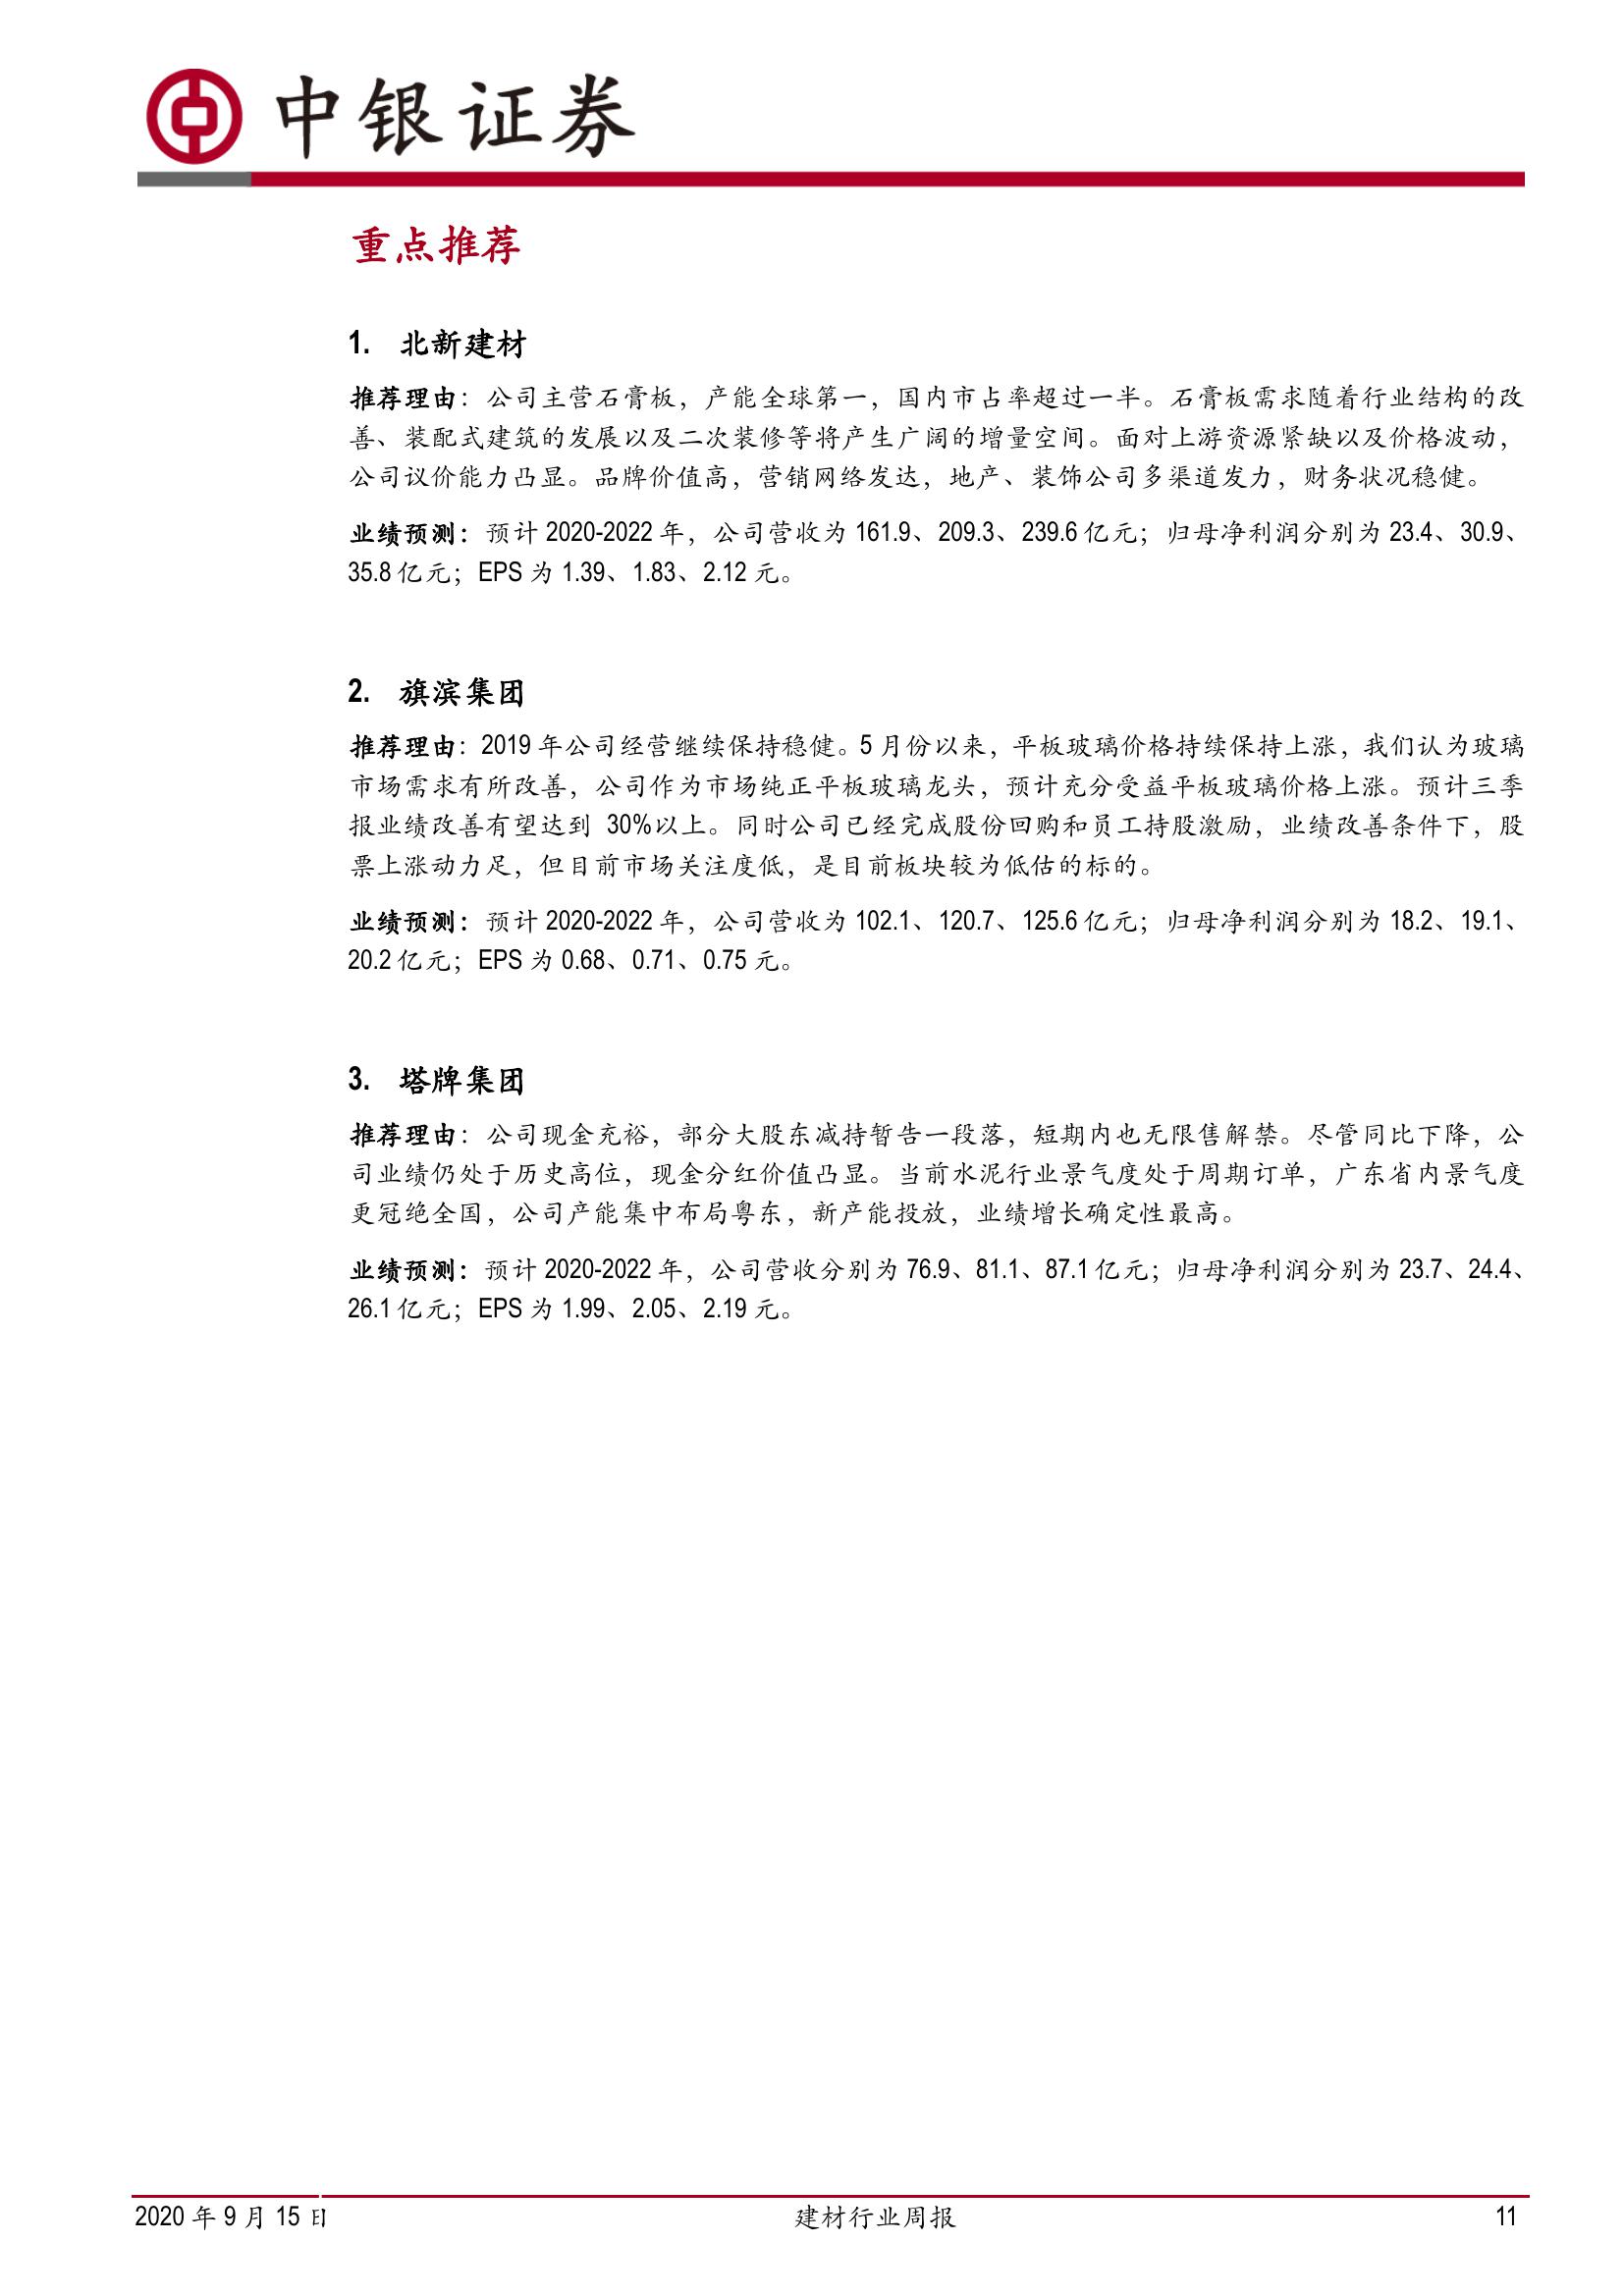 中银证券
重点推荐
1. 北新建材
推荐理由：公司主营石膏板，产能全球第一，国内市占率超过一半。石膏板需求随着行业结构的改
善、装配式建筑的发展以及二次装修等将产生广阔的增量空间。面对上游资源紧缺以及价格波动，
公司议价能力凸显。品牌价值高，营销网络发达，地产、装饰公司多渠道发力，财务状况稳健。
业绩预测：预计 2020-2022 年，公司营收为 161.9、209.3、239.6 亿元；归母净利润分别为 23.4、30.9、
35.8 亿元；EPS 为 1.39、1.83、2.12 元。
2. 旗滨集团
推荐理由：2019 年公司经营继续保持稳健。5 月份以来，平板玻璃价格持续保持上涨，我们认为玻璃
市场需求有所改善，公司作为市场纯正平板玻璃龙头，预计充分受益平板玻璃价格上涨。预计三季
报业绩改善有望达到 30%以上。同时公司已经完成股份回购和员工持股激励，业绩改善条件下，股
票上涨动力足，但目前市场关注度低，是目前板块较为低估的标的。
业绩预测：预计 2020-2022 年，公司营收为 102.1、120.7、125.6 亿元；归母净利润分别为 18.2、19.1、
20.2 亿元；EPS 为 0.68、0.71、0.75 元。
3. 塔牌集团
推荐理由：公司现金充裕，部分大股东减持暂告一段落，短期内也无限售解禁。尽管同比下降，公
司业绩仍处于历史高位，现金分红价值凸显。当前水泥行业景气度处于周期订单，广东省内景气度
更冠绝全国，公司产能集中布局粤东，新产能投放，业绩增长确定性最高。
业绩预测：预计 2020-2022 年，公司营收分别为 76.9、81.1、87.1 亿元；归母净利润分别为 23.7、24.4、
26.1 亿元；EPS 为 1.99、2.05、2.19 元。
2020 年 9 月 15 日 建材行业周报 11